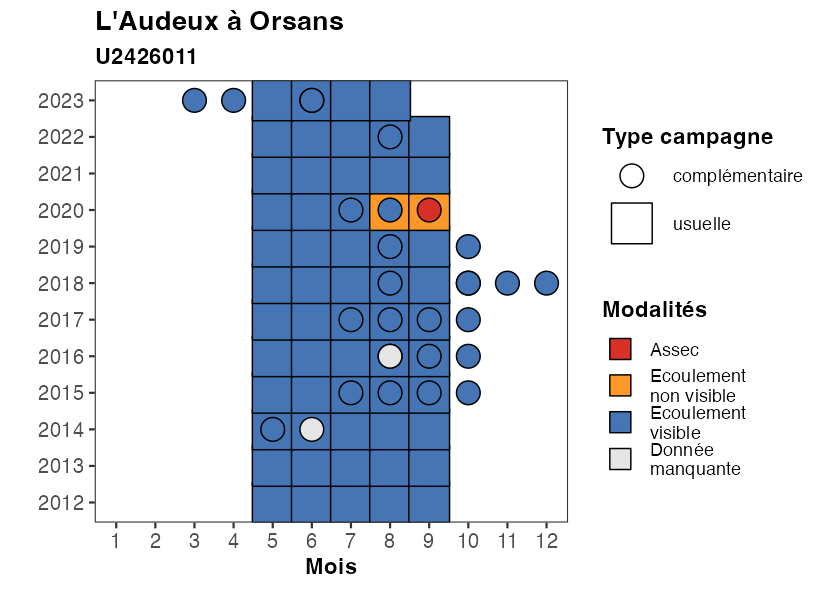 L'Audeux à Orsans
U2426011
2023
2022
2021
2020
2019
2018
2017
2016
2015
2014
2013
2012
1 2 3 4 5 6 7 8 9 10 11 12
Mois
Type campagne
complémentaire
usuelle
Modalités
Assec
Ecoulement
non visible
Ecoulement
visible
Donnée
manquante